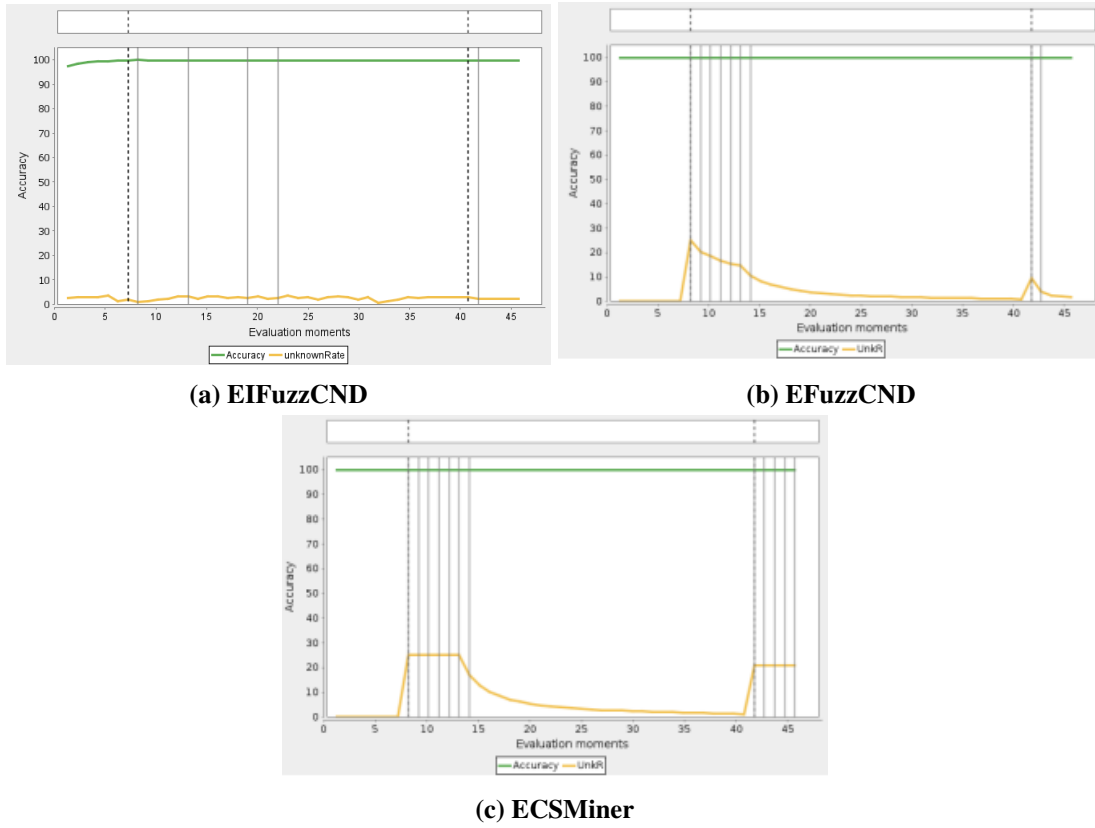 100
90
80
70
60
50
40
30
20
10
0
Accuracy
0 5 10 15 20 25 30 35 40 45
Evaluation moments
Accuracy unknownRate
(a) EIFuzzCND
100
90
80
70
60
50
40
30
20
10
0
Accuracy
0 5 10 15 20 25 30 35 40 45
Evaluation moments
Accuracy UnkR
(b) EFuzzCND
100
90
80
70
60
50
40
30
20
10
0
Accuracy
0 5 10 15 20 25 30 35 40 45
Evaluation moments
Accuracy UnkR
(c) ECSMiner